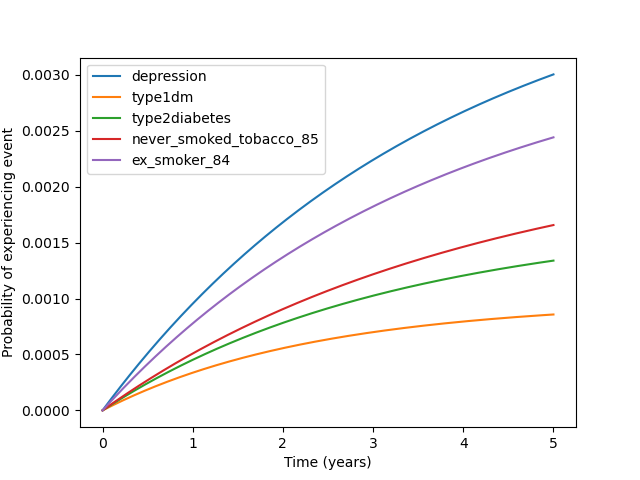 0.0030
0.0025
0.0020
0.0015
0.0010
0.0005
0.0000
Probability of experiencing event
depression
type1dm
type2diabetes
never_smoked_tobacco_85
ex_smoker_84
0 1 2 3 4 5
Time (years)